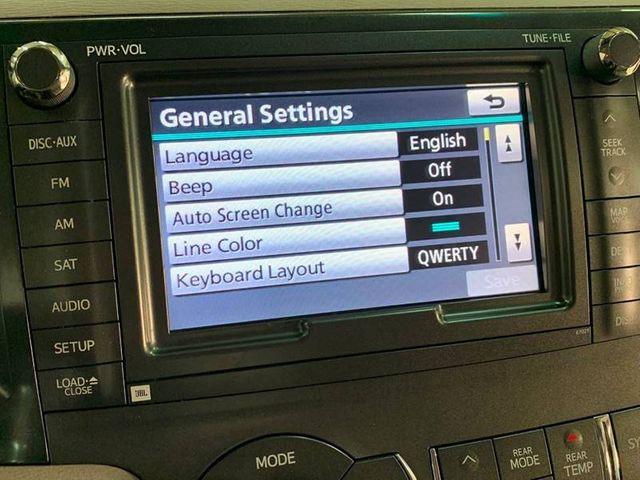 PWR·VOL
TUNE·FILE
General Settings
Language English
Beep Off
Auto Screen Change On
Line Color
Keyboard Layout QWERTY
Save
DISC·AUX
FM
AM
SAT
AUDIO
SETUP
LOAD·⏏
CLOSE
JBL
SEEK
TRACK
MAP
MODE
REAR
MODE
REAR
TEMP